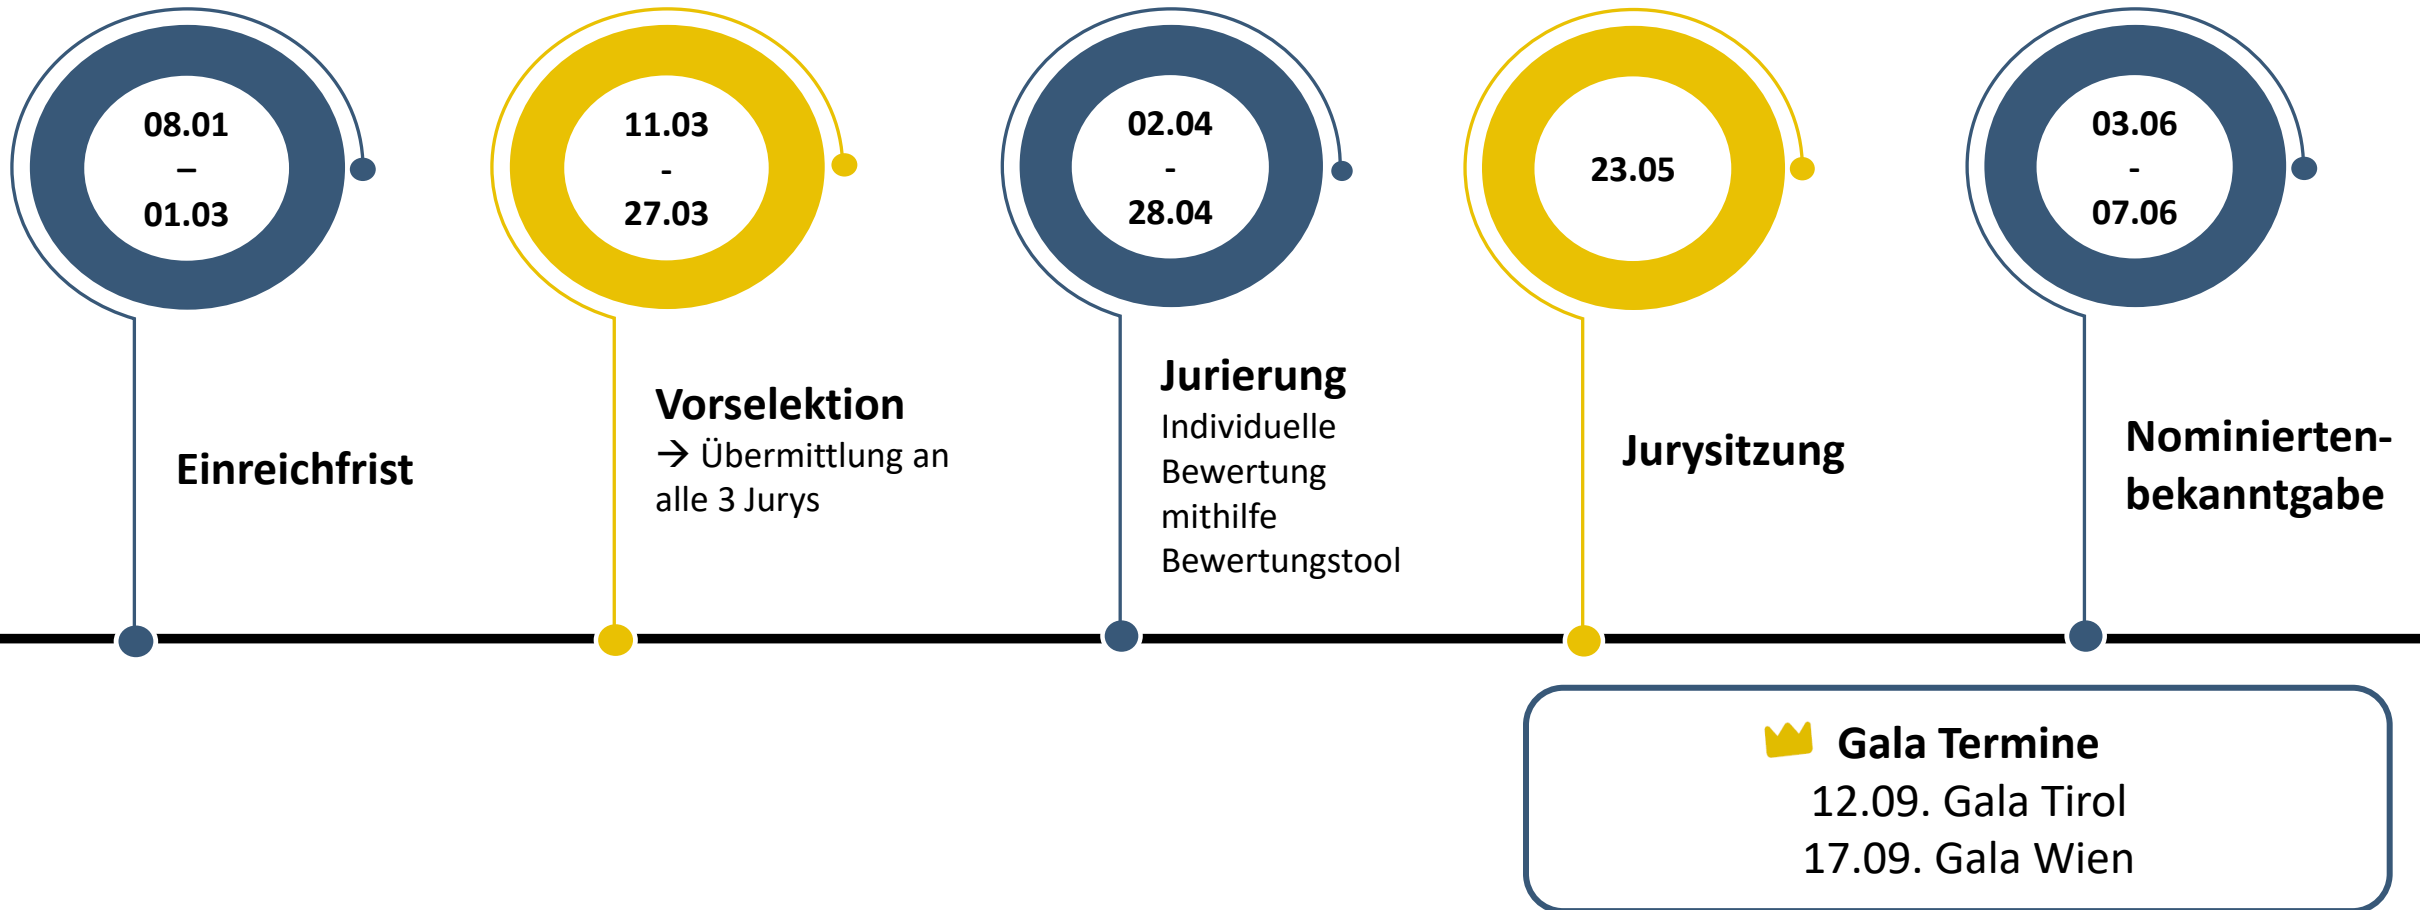 08.01
–
01.03
Einreichfrist
11.03
-
27.03
Vorselektion
→ Übermittlung an
alle 3 Jurys
02.04
-
28.04
Jurierung
Individuelle
Bewertung
mithilfe
Bewertungstool
23.05
Jurysitzung
03.06
-
07.06
Nominierten-
bekanntgabe
Gala Termine
12.09. Gala Tirol
17.09. Gala Wien